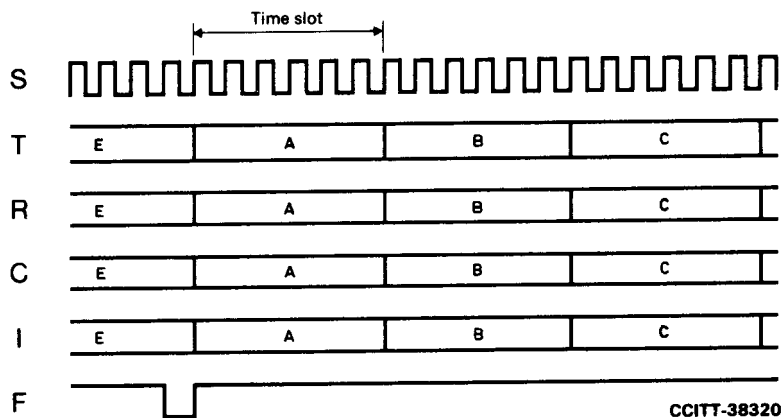 Time slot
S
T E A B C
R E A B C
C E A B C
I E A B C
F
CCITT-38320